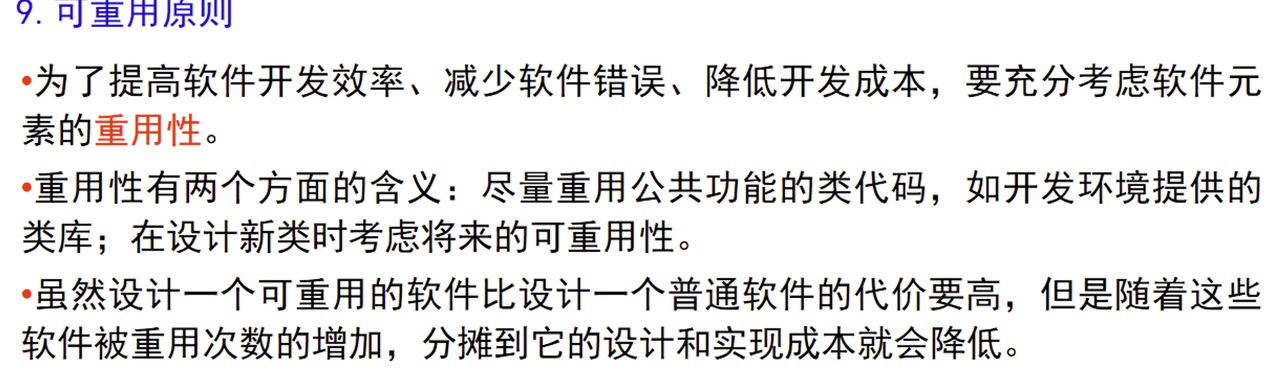 9.可重用原则
•为了提高软件开发效率、减少软件错误、降低开发成本，要充分考虑软件元
素的重用性。
•重用性有两个方面的含义：尽量重用公共功能的类代码，如开发环境提供的
类库；在设计新类时考虑将来的可重用性。
•虽然设计一个可重用的软件比设计一个普通软件的代价要高，但是随着这些
软件被重用次数的增加，分摊到它的设计和实现成本就会降低。